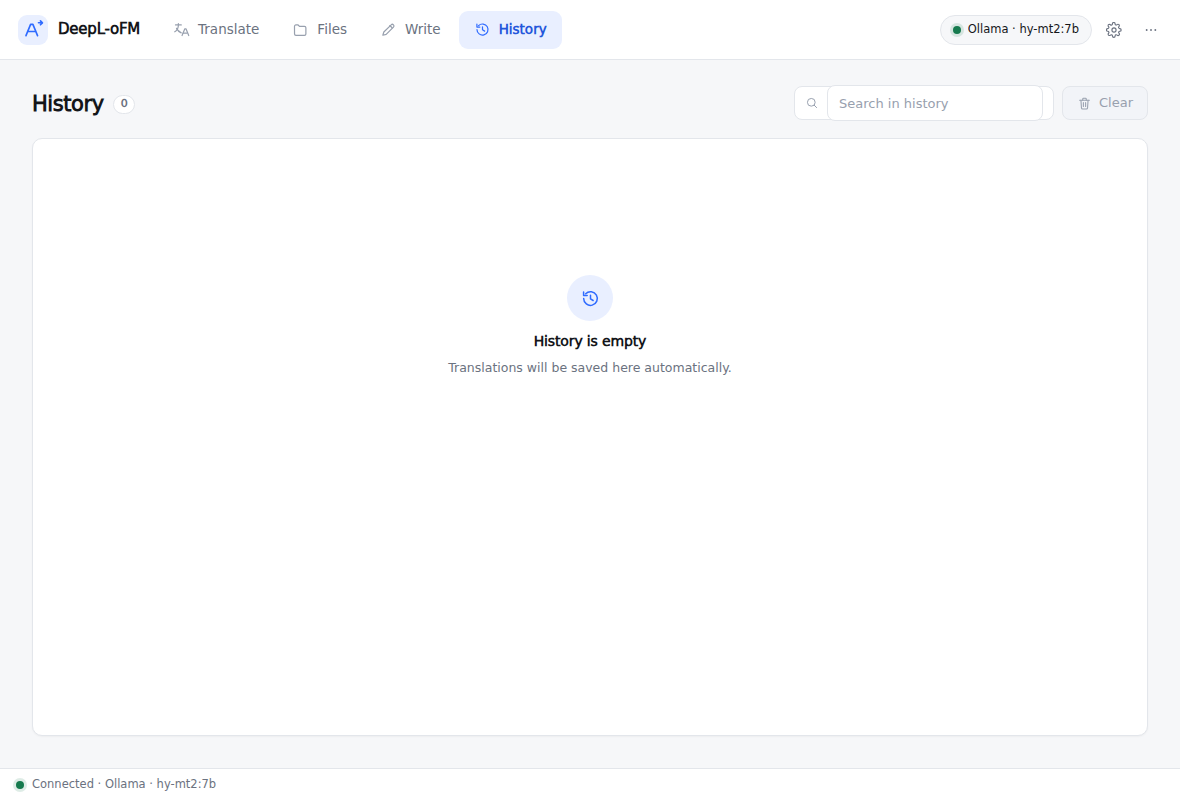 DeepL-oFM
Translate
Files
Write
History
Ollama · hy-mt2:7b
History 0
Search in history
Clear
History is empty
Translations will be saved here automatically.
Connected · Ollama · hy-mt2:7b